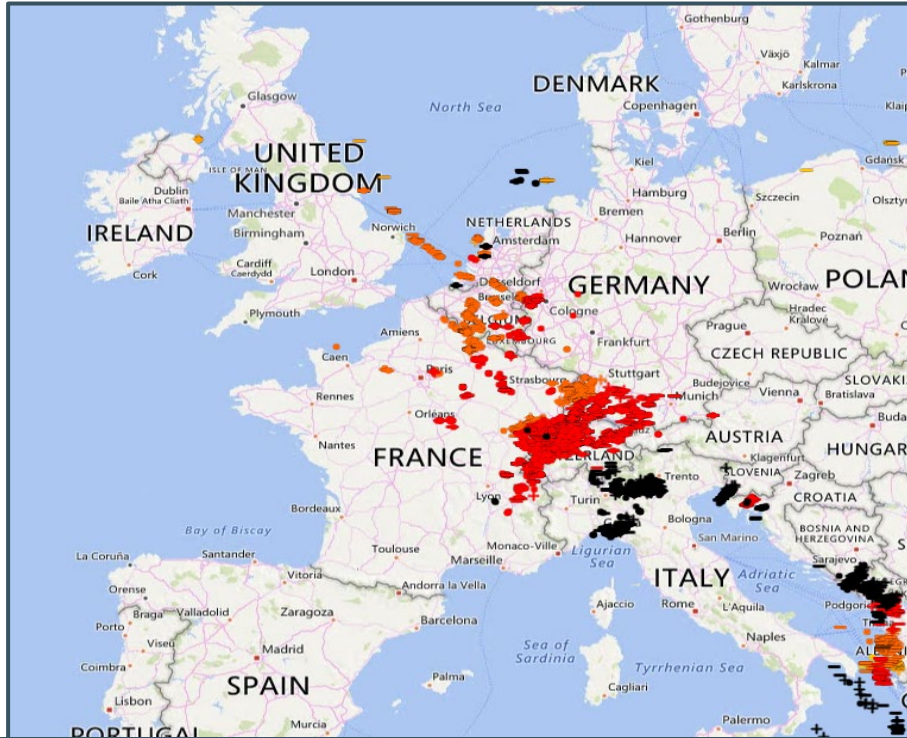 Gothenburg
Växjö
Kalmar
Karlskrona
Glasgow
DENMARK
North Sea
Copenhagen
UNITED
KINGDOM
ISLE OF MAN
Kiel
Gdańsk
Dublin
Baile Atha Cliath
Hamburg
Szczecin
Olszty
Manchester
Norwich
NETHERLANDS
Bremen
IRELAND
Birmingham
Amsterdam
Hannover
Berlin
Poznań
Cork
Cardiff
Caerdydd
London
GERMANY
POLAN
Wrocław
Plymouth
Cologne
Hradec
Králové
Amiens
LUXEMBOURG
Frankfurt
Prague
CZECH REPUBLIC
Caen
Paris
Strasbourg
Stuttgart
Budejovice
SLOVAKI
Rennes
Munich
Vienna
Bratislava
Orléans
Nantes
AUSTRIA
Buda
FRANCE
HUNGAR
Klagenfurt
SLOVENIA
Zagreb
Lyon
Turin
Trento
CROATIA
Bordeaux
Bologna
BOSNIA AND
HERZEGOVINA
San Marino
Bay of Biscay
Toulouse
Monaco-Ville
Marseille
Ligurian
Sea
Sarajevo
La Coruña
Santander
Vitoria
Andorra la Vella
ITALY
Adriatic
Sea
Orense
Ajaccio
Rome
L'Aquila
Podgori
Braga
Valladolid
Zaragoza
Barcelona
Porto
Viseu
Naples
Coimbra
Madrid
Sea of
Sardinia
Tyrrhenian Sea
SPAIN
Palma
Cagliari
Lisbon
PORTUGAL
Murcia
Palermo